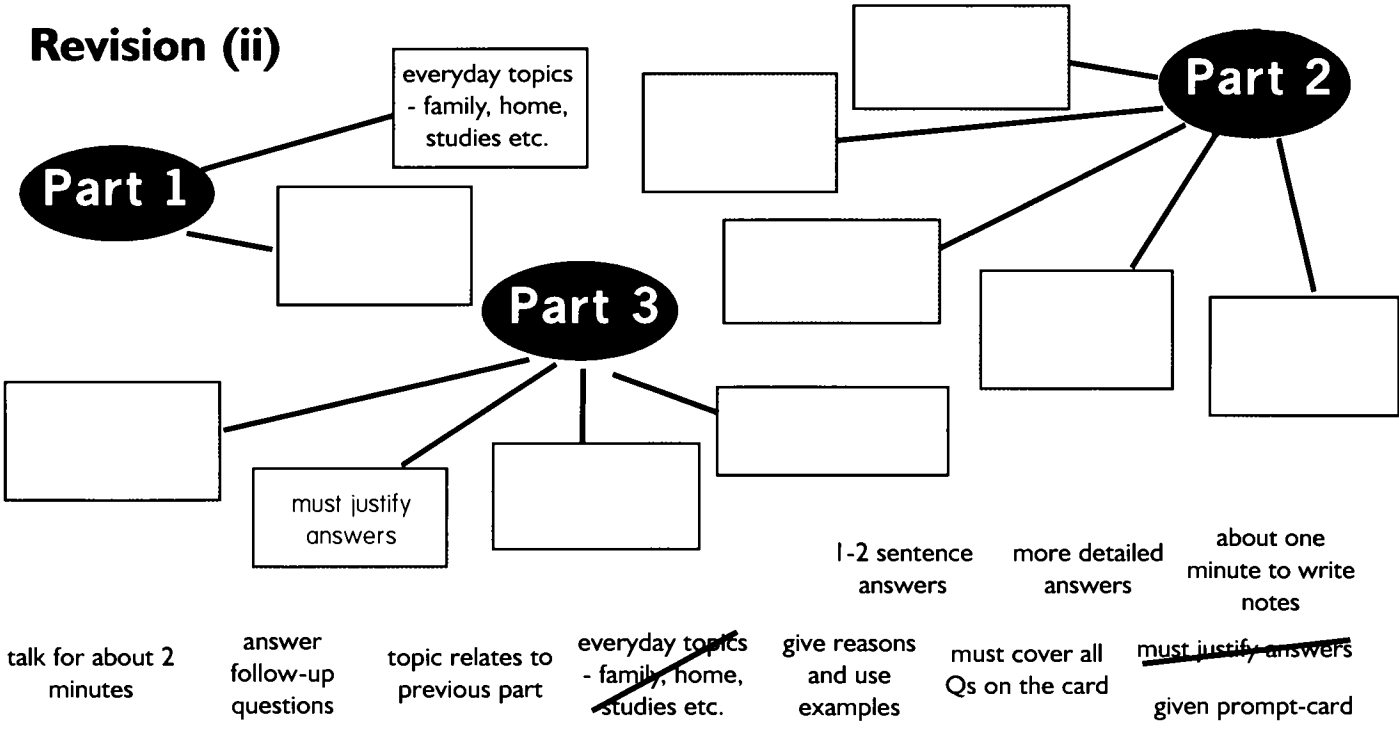 Revision (ii)
everyday topics
- family, home,
studies etc.
Part 1
Part 2
Part 3
must justify
answers
1-2 sentence
answers
more detailed
answers
about one
minute to write
notes
talk for about 2
minutes
answer
follow-up
questions
topic relates to
previous part
everyday topics
- family, home,
studies etc.
give reasons
and use
examples
must cover all
Qs on the card
must justify answers
given prompt-card